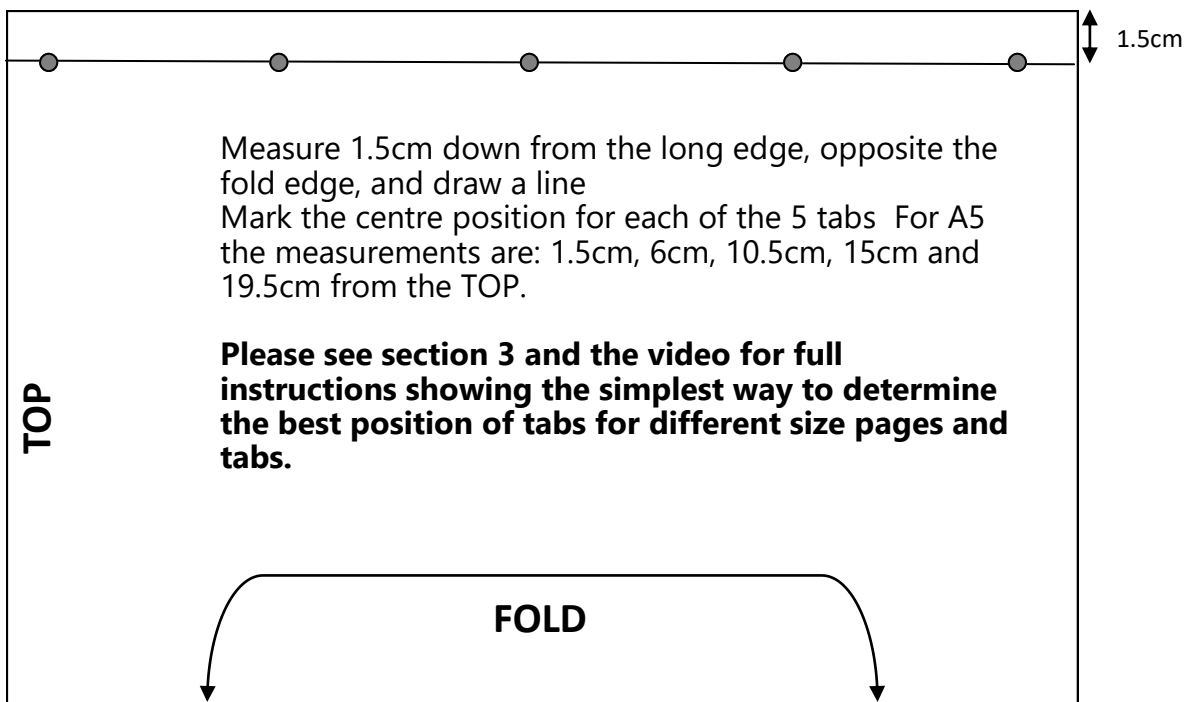 1.5cm
Measure 1.5cm down from the long edge, opposite the
fold edge, and draw a line
Mark the centre position for each of the 5 tabs  For A5
the measurements are: 1.5cm, 6cm, 10.5cm, 15cm and
19.5cm from the TOP.
Please see section 3 and the video for full
instructions showing the simplest way to determine
the best position of tabs for different size pages and
tabs.
TOP
FOLD